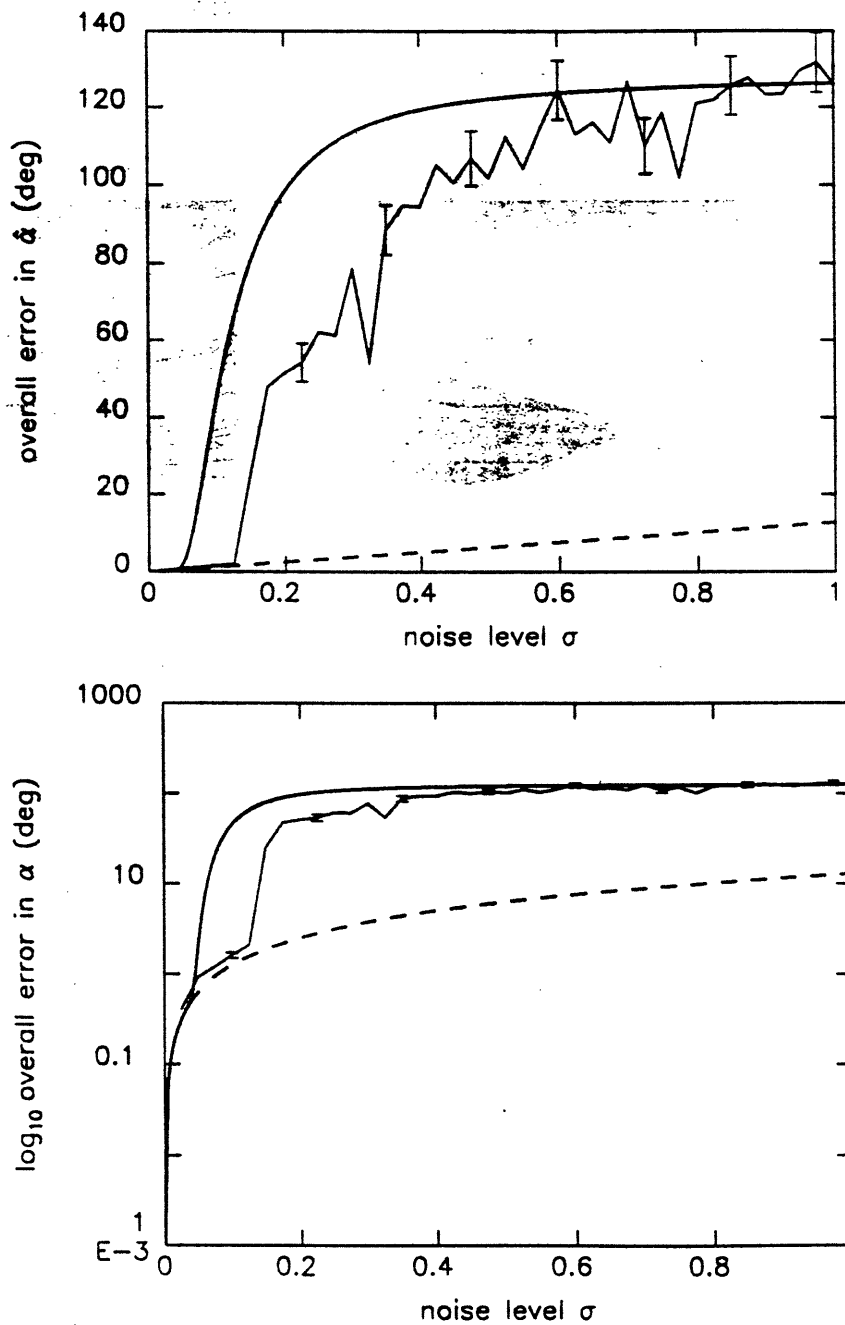 140
120
100
80
60
40
20
0
overall error in α̂ (deg)
0 0.2 0.4 0.6 0.8 1
noise level σ
1000
10
0.1
1
E−3
log₁₀ overall error in α (deg)
0 0.2 0.4 0.6 0.8
noise level σ